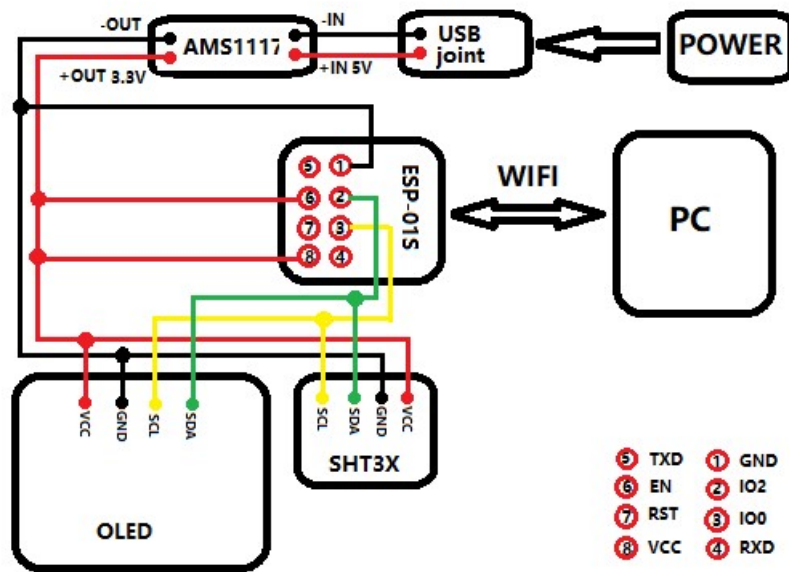 -OUT
AMS1117
-IN
USB
joint
POWER
+OUT 3.3V
+IN 5V
5 1
6 2
7 3
8 4
ESP-01S
WIFI
PC
VCC
GND
SCL
SDA
OLED
SCL
SDA
GND
VCC
SHT3X
5 TXD 1 GND
6 EN 2 IO2
7 RST 3 IO0
8 VCC 4 RXD